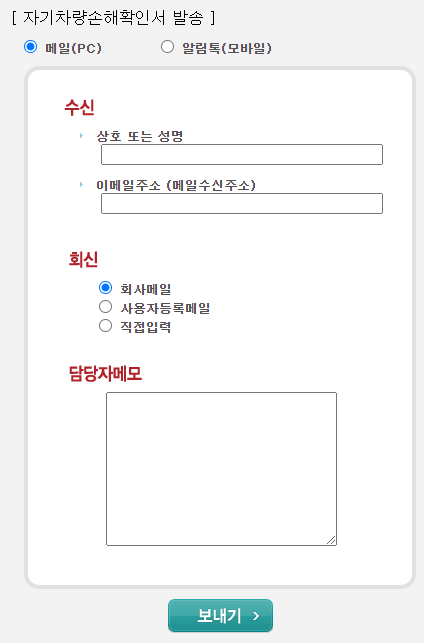 [ 자기차량손해확인서 발송 ]
메일(PC) 알림톡(모바일)
수신
상호 또는 성명
이메일주소 (메일수신주소)
회신
회사메일
사용자등록메일
직접입력
담당자메모
보내기 >